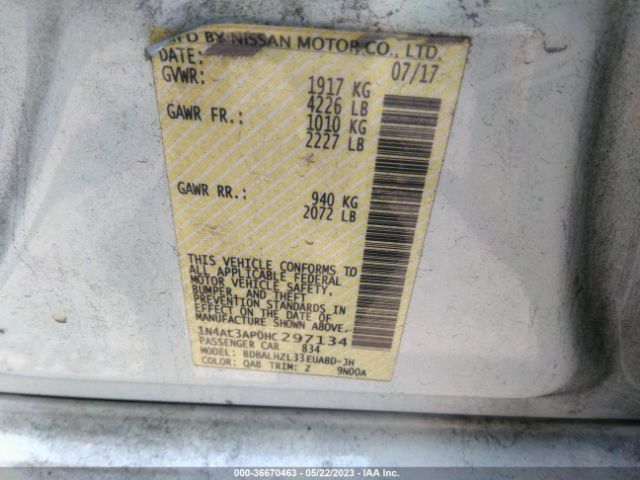 MFD BY NISSAN MOTOR CO., LTD.
DATE: 07/17
GVWR: 1917 KG
4226 LB
GAWR FR.: 1010 KG
2227 LB
GAWR RR.: 940 KG
2072 LB
THIS VEHICLE CONFORMS TO
ALL APPLICABLE FEDERAL
MOTOR VEHICLE SAFETY,
BUMPER, AND THEFT
PREVENTION STANDARDS IN
EFFECT ON THE DATE OF
MANUFACTURE SHOWN ABOVE.
1N4AL3AP0HC297134
PASSENGER CAR 834
MODEL: BDBALHZL33EUABD-JH
COLOR: QAB TRIM: Z 9N00A
000-36670463 - 05/22/2023 - IAA Inc.